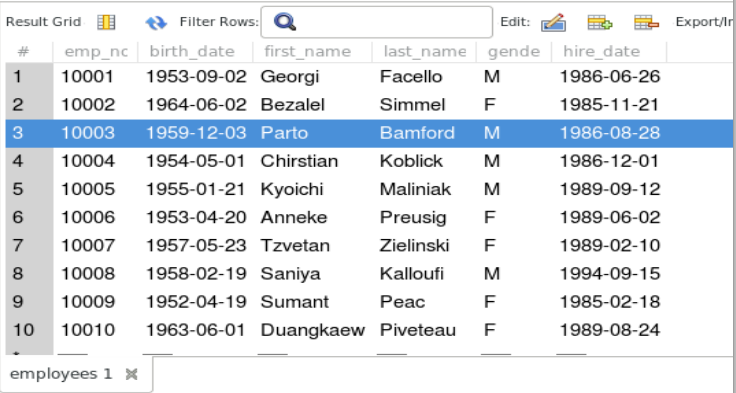 Result Grid Filter Rows: Edit: Export/Ir
# emp_nc birth_date first_name last_name gende hire_date
1 10001 1953-09-02 Georgi Facello M 1986-06-26
2 10002 1964-06-02 Bezalel Simmel F 1985-11-21
3 10003 1959-12-03 Parto Bamford M 1986-08-28
4 10004 1954-05-01 Chirstian Koblick M 1986-12-01
5 10005 1955-01-21 Kyoichi Maliniak M 1989-09-12
6 10006 1953-04-20 Anneke Preusig F 1989-06-02
7 10007 1957-05-23 Tzvetan Zielinski F 1989-02-10
8 10008 1958-02-19 Saniya Kalloufi M 1994-09-15
9 10009 1952-04-19 Sumant Peac F 1985-02-18
10 10010 1963-06-01 Duangkaew Piveteau F 1989-08-24
employees 1